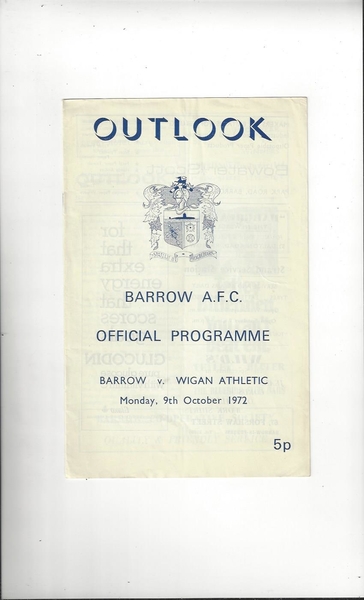 OUTLOOK
BARROW A.F.C.
OFFICIAL PROGRAMME
BARROW v. WIGAN ATHLETIC
Monday, 9th October 1972
5p